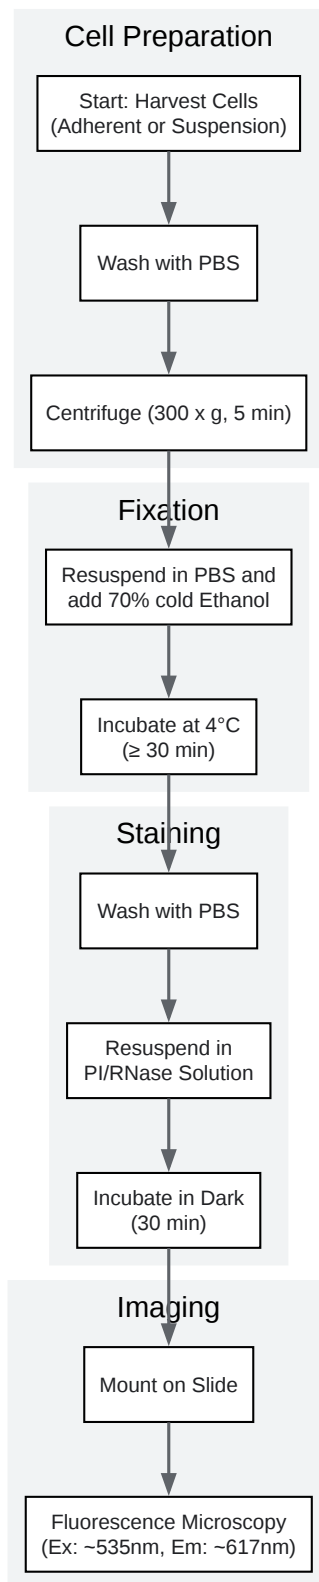 Cell Preparation
Start: Harvest Cells
(Adherent or Suspension)
Wash with PBS
Centrifuge (300 x g, 5 min)
Fixation
Resuspend in PBS and
add 70% cold Ethanol
Incubate at 4°C
(≥ 30 min)
Staining
Wash with PBS
Resuspend in
PI/RNase Solution
Incubate in Dark
(30 min)
Imaging
Mount on Slide
Fluorescence Microscopy
(Ex: ~535nm, Em: ~617nm)